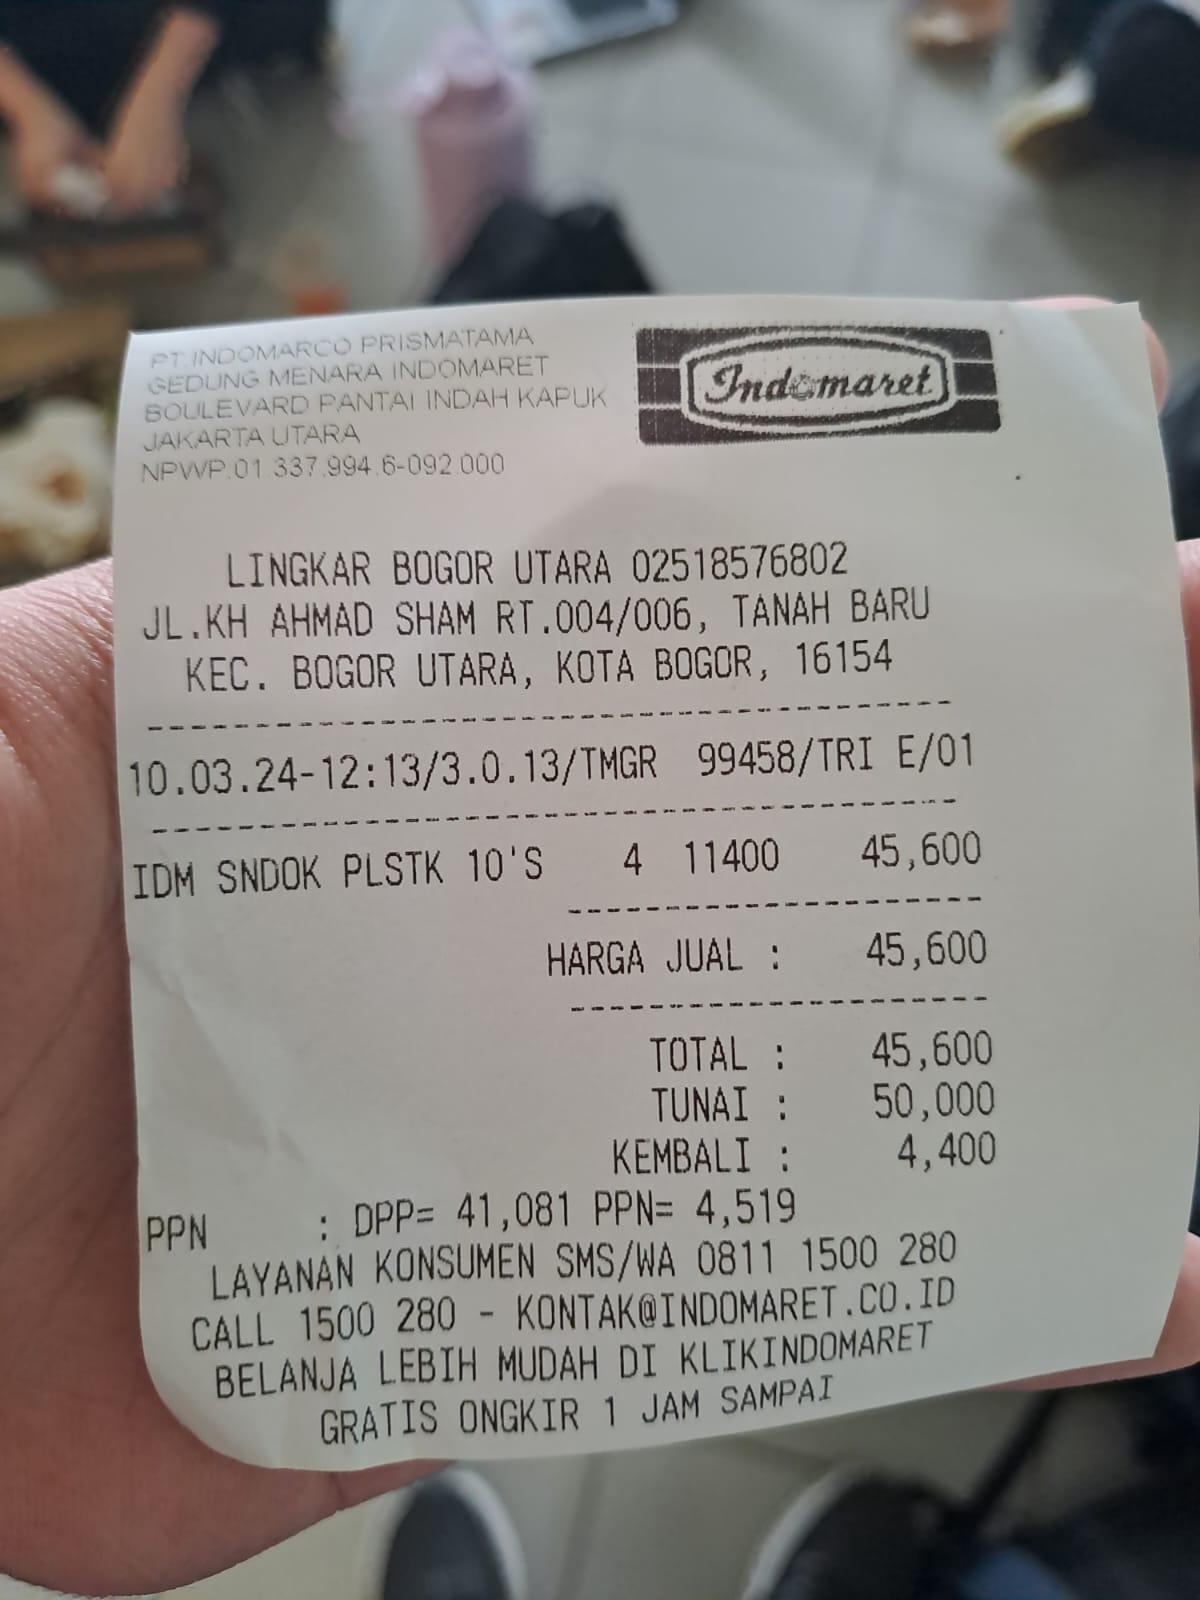 PT.INDOMARCO PRISMATAMA
GEDUNG MENARA INDOMARET
BOULEVARD PANTAI INDAH KAPUK
JAKARTA UTARA
NPWP.01 337.994.6-092.000
Indomaret
LINGKAR BOGOR UTARA 02518576802
JL.KH AHMAD SHAM RT.004/006, TANAH BARU
KEC. BOGOR UTARA, KOTA BOGOR, 16154
10.03.24-12:13/3.0.13/TMGR 99458/TRI E/01
IDM SNDOK PLSTK 10'S 4 11400 45,600
HARGA JUAL : 45,600
TOTAL : 45,600
TUNAI : 50,000
KEMBALI : 4,400
PPN : DPP= 41,081 PPN= 4,519
LAYANAN KONSUMEN SMS/WA 0811 1500 280
CALL 1500 280 - KONTAK@INDOMARET.CO.ID
BELANJA LEBIH MUDAH DI KLIKINDOMARET
GRATIS ONGKIR 1 JAM SAMPAI